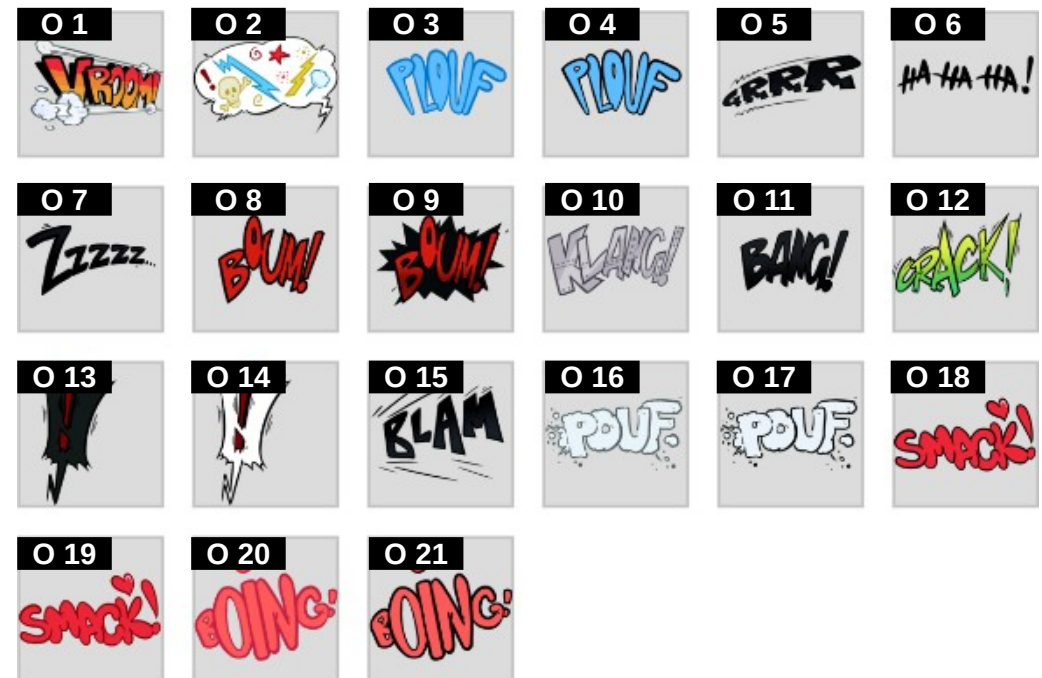 O 1 O 2 O 3 O 4 O 5 O 6
VROOM! PLOUF PLOUF GRRR HA HA HA!
O 7 O 8 O 9 O 10 O 11 O 12
Zzzzz... BOUM! BOUM! KLANG! BANG! CRACK!
O 13 O 14 O 15 O 16 O 17 O 18
! ! BLAM POUF POUF SMACK!
O 19 O 20 O 21
SMACK! BOING! BOING!